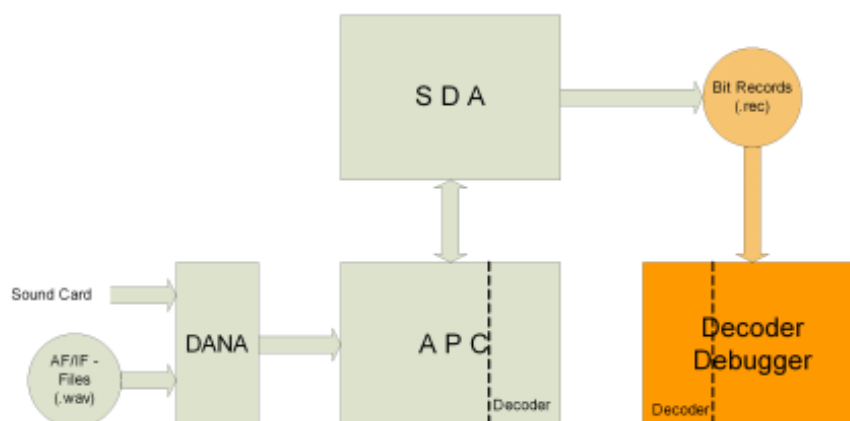 S D A
Bit Records
(.rec)
Sound Card
DANA
A P C
Decoder
Debugger
AF/IF -
Files
(.wav)
Decoder
Decoder